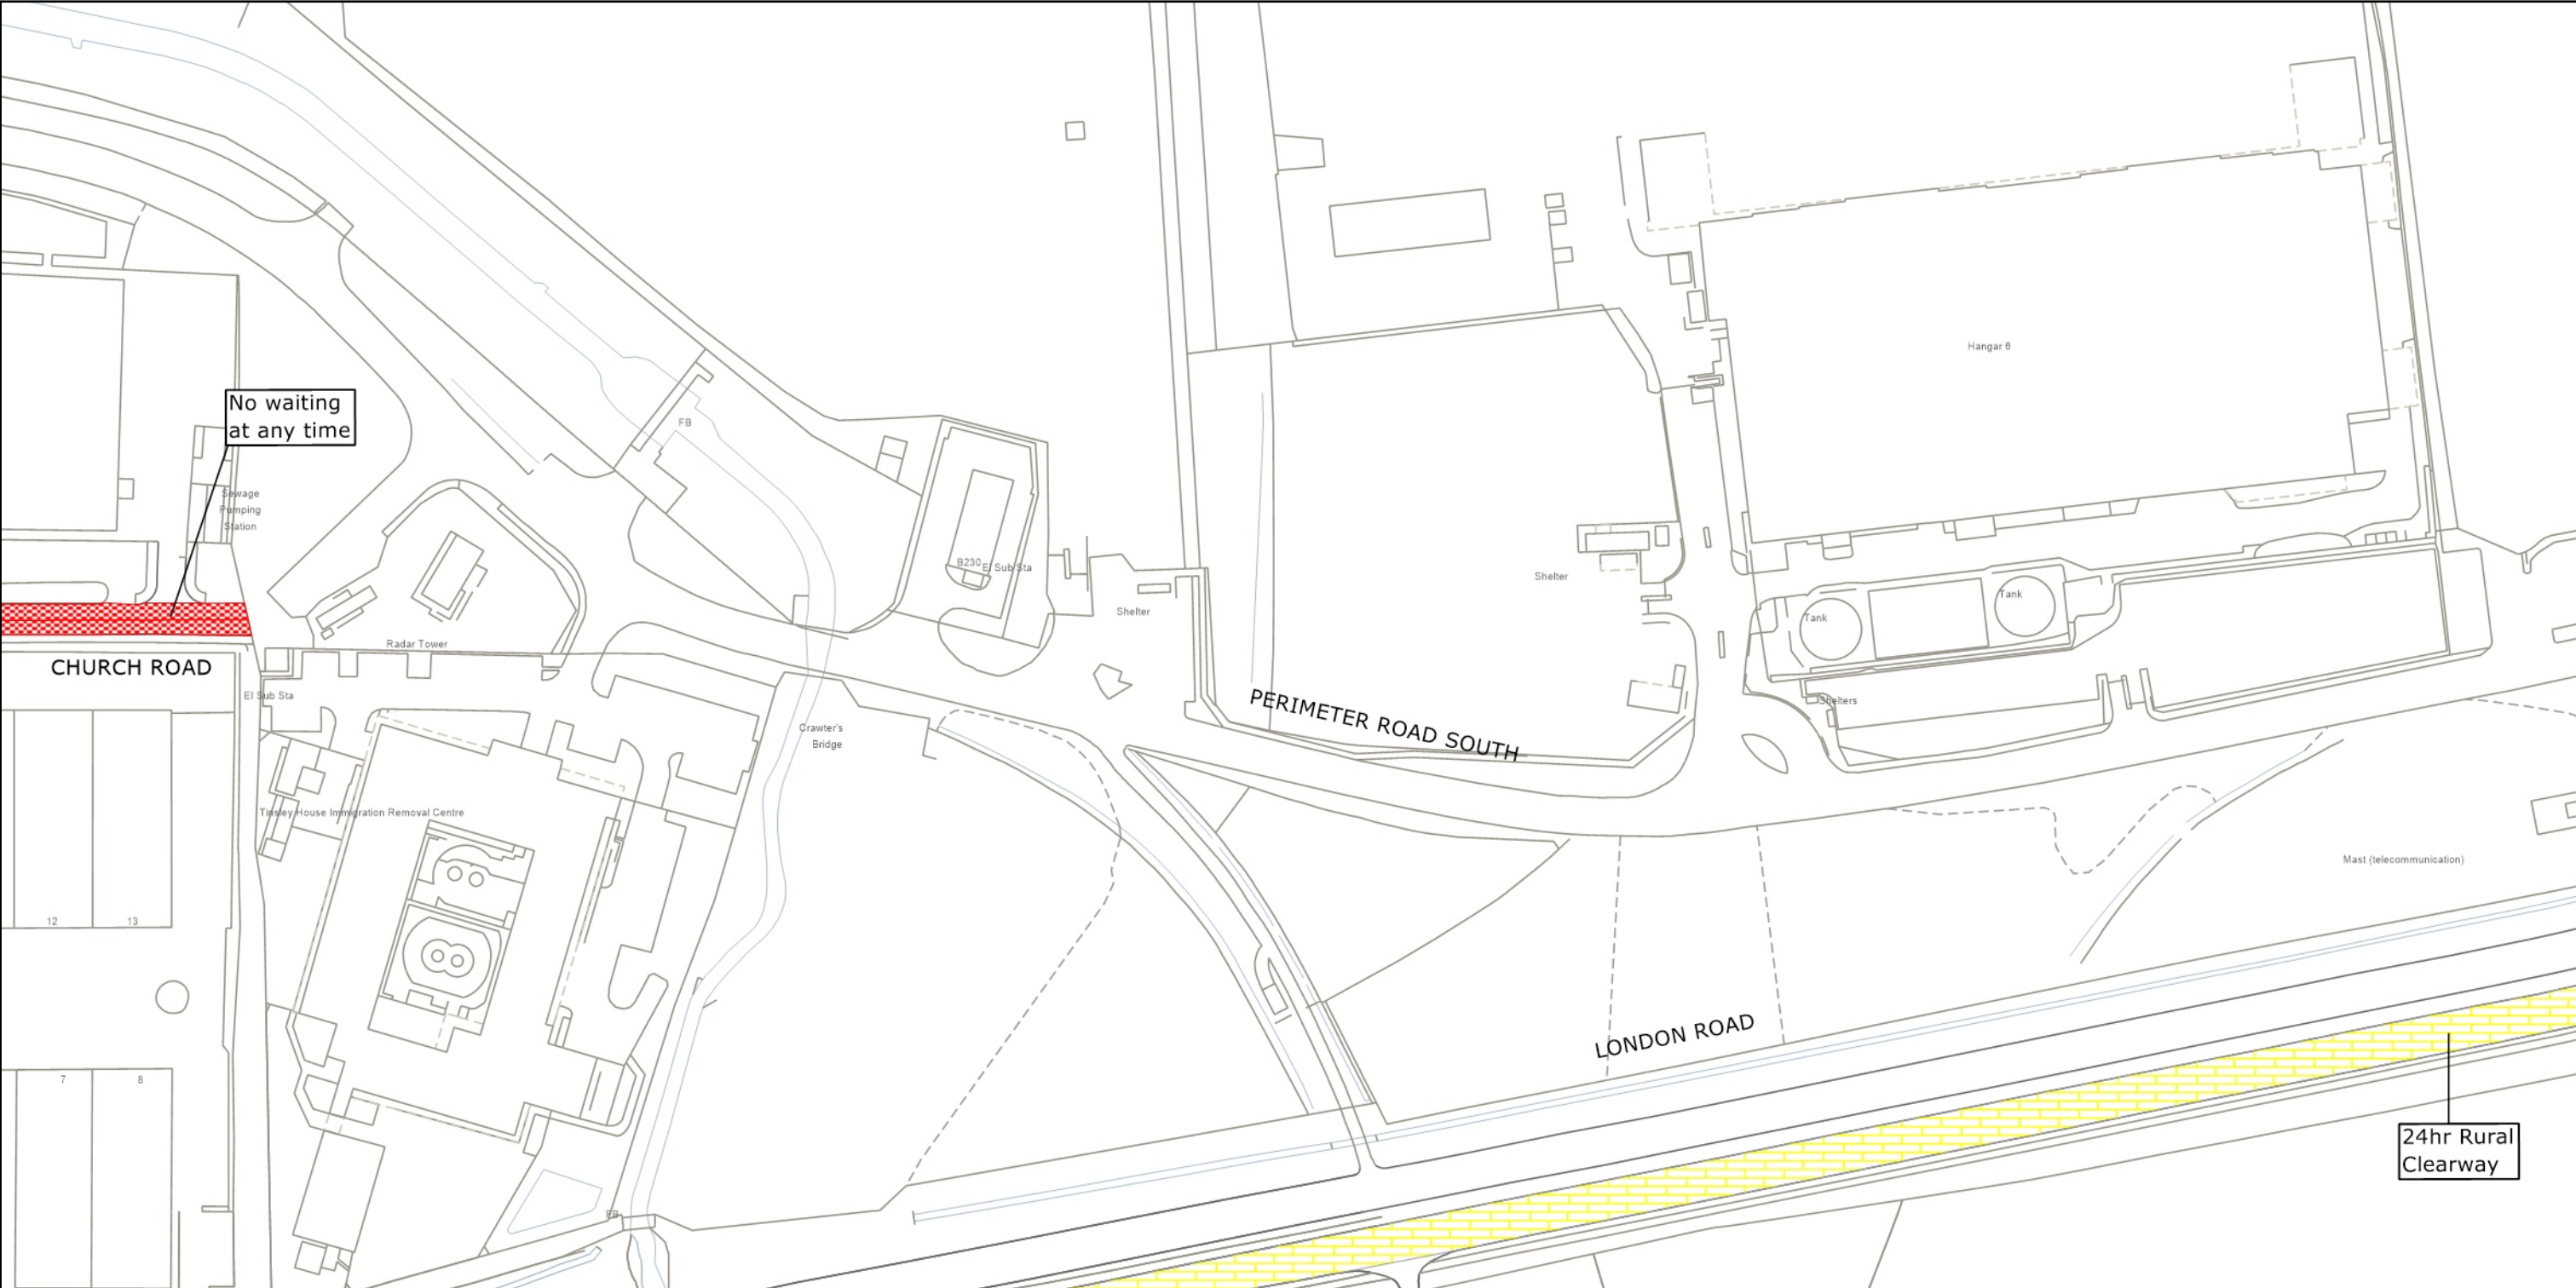 Hangar 6
No waiting
at any time
FB
Sewage
Pumping
Station
B230
El Sub Sta
Shelter
Shelter
Tank
Tank
Radar Tower
CHURCH ROAD
El Sub Sta
PERIMETER ROAD SOUTH
Shelters
Crawter's
Bridge
Tinsley House Immigration Removal Centre
Mast (telecommunication)
12
13
LONDON ROAD
7
8
24hr Rural
Clearway
FB